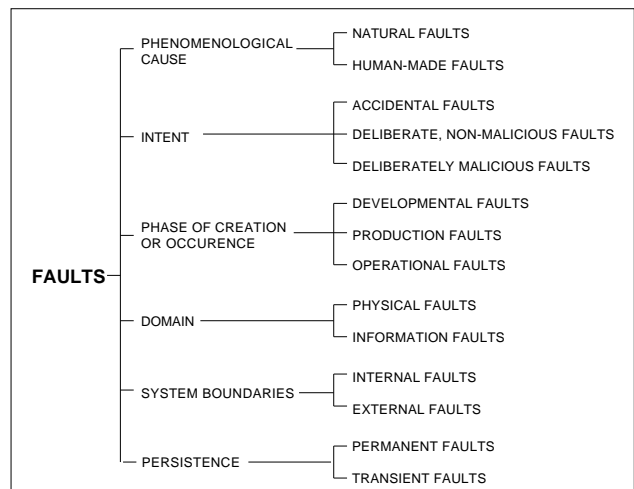 FAULTS
PHENOMENOLOGICAL
CAUSE
NATURAL FAULTS
HUMAN-MADE FAULTS
INTENT
ACCIDENTAL FAULTS
DELIBERATE, NON-MALICIOUS FAULTS
DELIBERATELY MALICIOUS FAULTS
PHASE OF CREATION
OR OCCURENCE
DEVELOPMENTAL FAULTS
PRODUCTION FAULTS
OPERATIONAL FAULTS
DOMAIN
PHYSICAL FAULTS
INFORMATION FAULTS
SYSTEM BOUNDARIES
INTERNAL FAULTS
EXTERNAL FAULTS
PERSISTENCE
PERMANENT FAULTS
TRANSIENT FAULTS